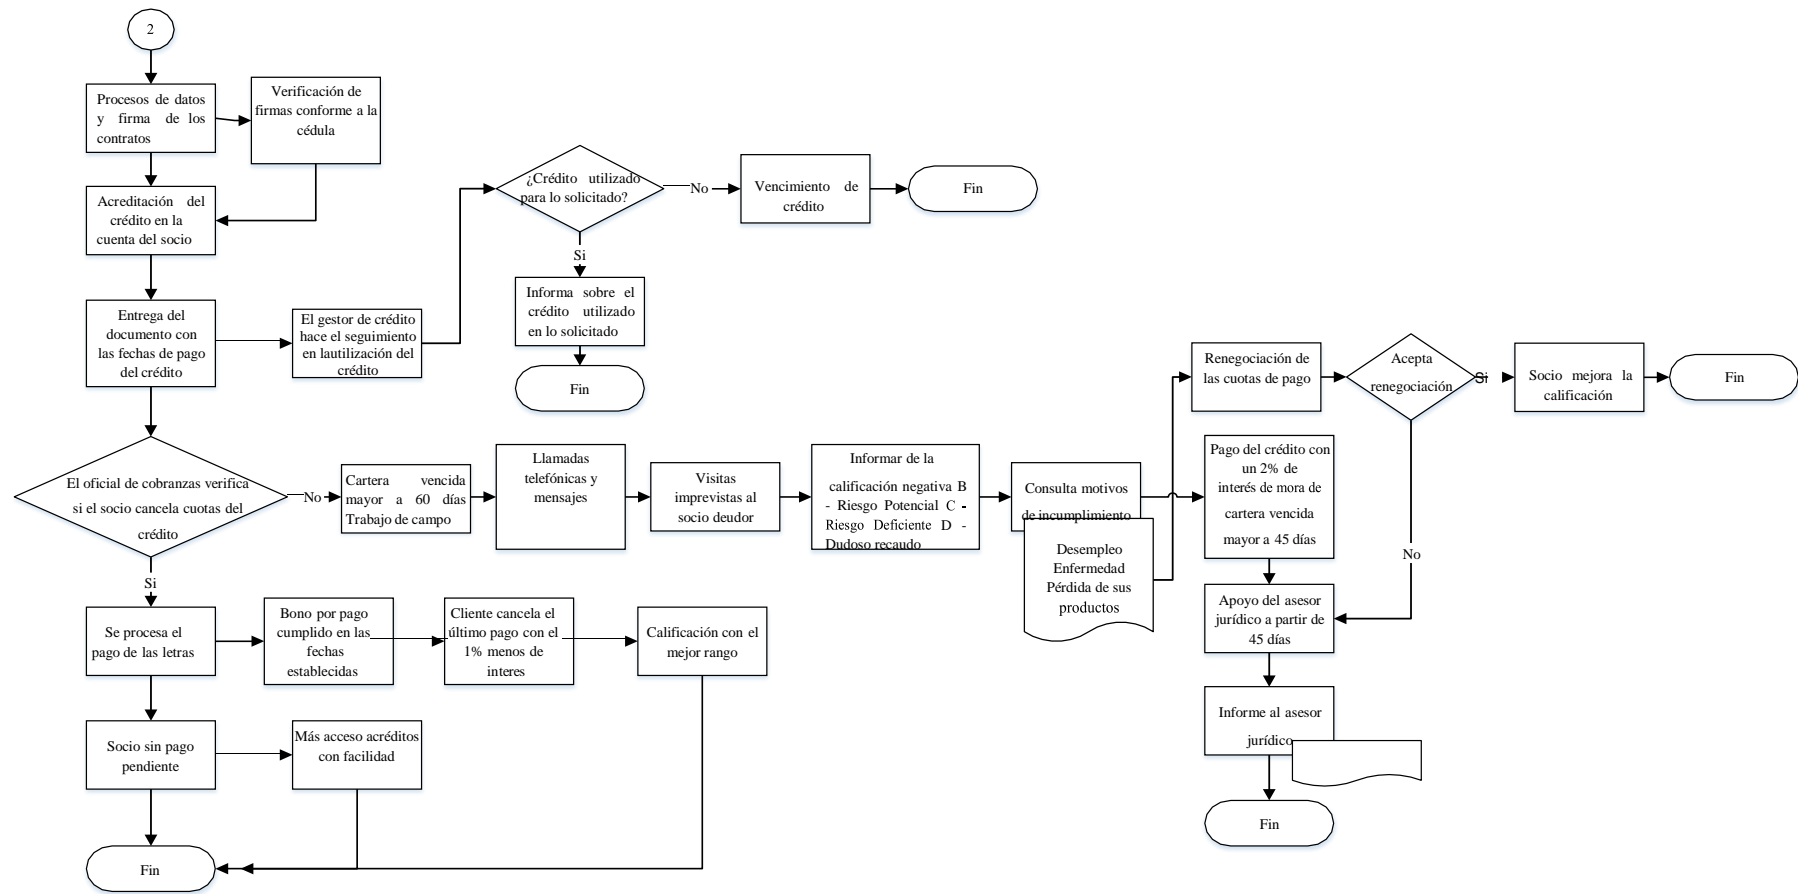 2
Procesos de datos
y firma de los
contratos
Verificación de
firmas conforme a la
cédula
Acreditación del
crédito en la
cuenta del socio
Entrega del
documento con
las fechas de pago
del crédito
El gestor de crédito
hace el seguimiento
en lautilización del
crédito
¿Crédito utilizado
para lo solicitado?
No
Vencimiento de
crédito
Fin
Si
Informa sobre el
crédito utilizado
en lo solicitado
Fin
El oficial de cobranzas verifica
si el socio cancela cuotas del
crédito
No
Cartera vencida
mayor a 60 días
Trabajo de campo
Llamadas
telefónicas y
mensajes
Visitas
imprevistas al
socio deudor
Informar de la
calificación negativa B
- Riesgo Potencial C -
Riesgo Deficiente D -
Dudoso recaudo
Consulta motivos
de incumplimiento
Desempleo
Enfermedad
Pérdida de sus
productos
Renegociación de
las cuotas de pago
Acepta
renegociación
Si
Socio mejora la
calificación
Fin
No
Pago del crédito con
un 2% de
interés de mora de
cartera vencida
mayor a 45 días
Apoyo del asesor
jurídico a partir de
45 días
Informe al asesor
jurídico
Fin
Si
Se procesa el
pago de las letras
Bono por pago
cumplido en las
fechas
establecidas
Cliente cancela el
último pago con el
1% menos de
interes
Calificación con el
mejor rango
Socio sin pago
pendiente
Más acceso acréditos
con facilidad
Fin